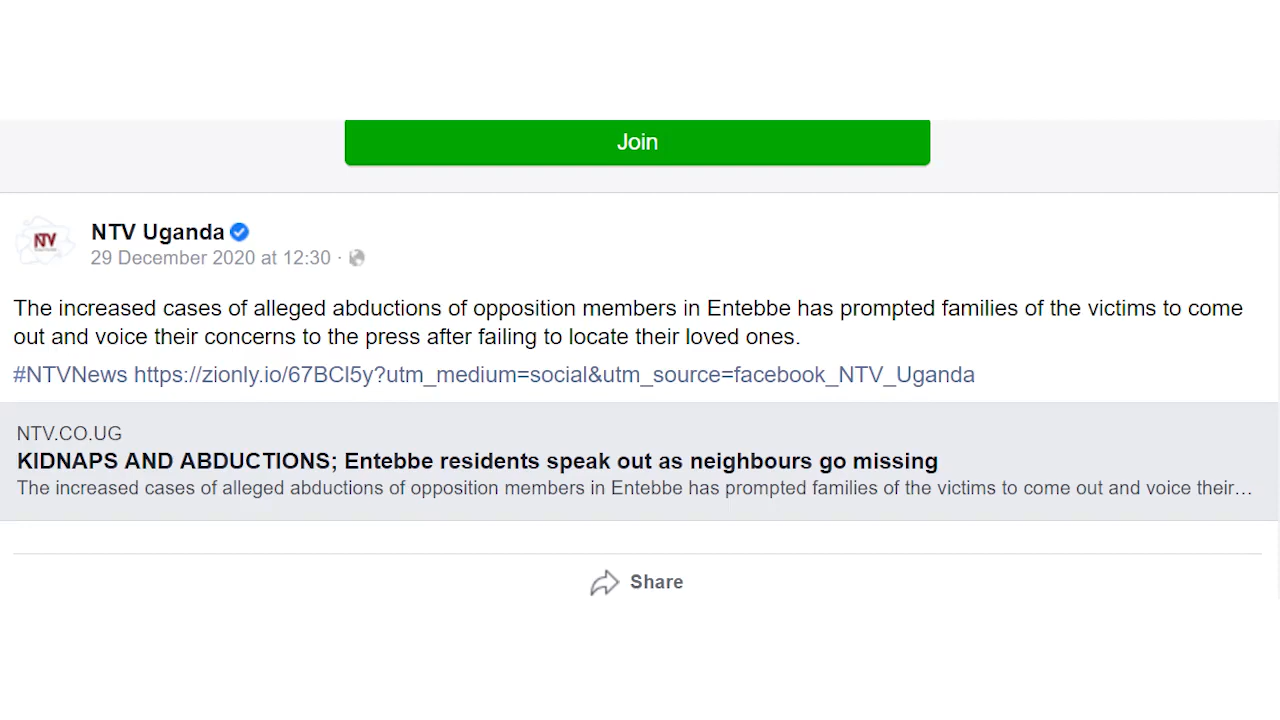 Join
NTV
NTV Uganda
29 December 2020 at 12:30 ·
The increased cases of alleged abductions of opposition members in Entebbe has prompted families of the victims to come
out and voice their concerns to the press after failing to locate their loved ones.
#NTVNews https://zionly.io/67BCl5y?utm_medium=social&utm_source=facebook_NTV_Uganda
NTV.CO.UG
KIDNAPS AND ABDUCTIONS; Entebbe residents speak out as neighbours go missing
The increased cases of alleged abductions of opposition members in Entebbe has prompted families of the victims to come out and voice their…
Share